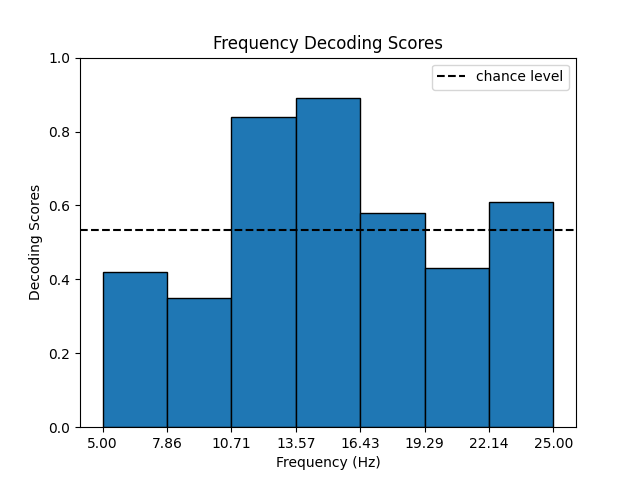 Frequency Decoding Scores
chance level
1.0
0.8
0.6
0.4
0.2
0.0
Decoding Scores
5.00 7.86 10.71 13.57 16.43 19.29 22.14 25.00
Frequency (Hz)